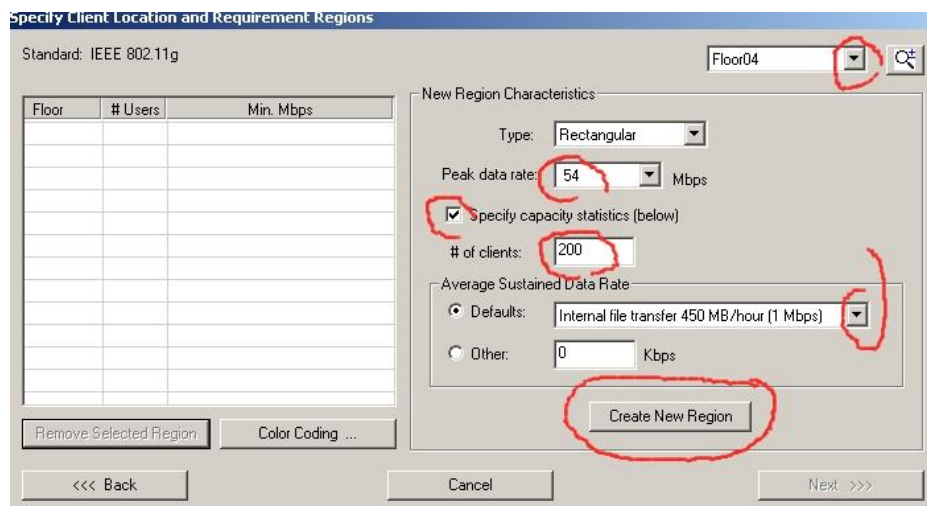 Specify Client Location and Requirement Regions
Standard: IEEE 802.11g
Floor04
Floor # Users Min. Mbps
New Region Characteristics
Type: Rectangular
Peak data rate: 54 Mbps
Specify capacity statistics (below)
# of clients: 200
Average Sustained Data Rate
Defaults: Internal file transfer 450 MB/hour (1 Mbps)
Other: 0 Kbps
Create New Region
Remove Selected Region Color Coding ...
<<< Back Cancel Next >>>